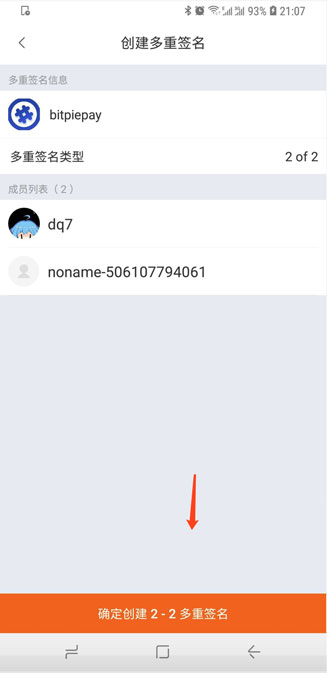 93% 21:07
创建多重签名
多重签名信息
bitpiepay
多重签名类型 2 of 2
成员列表（2）
dq7
noname-506107794061
确定创建 2 - 2 多重签名